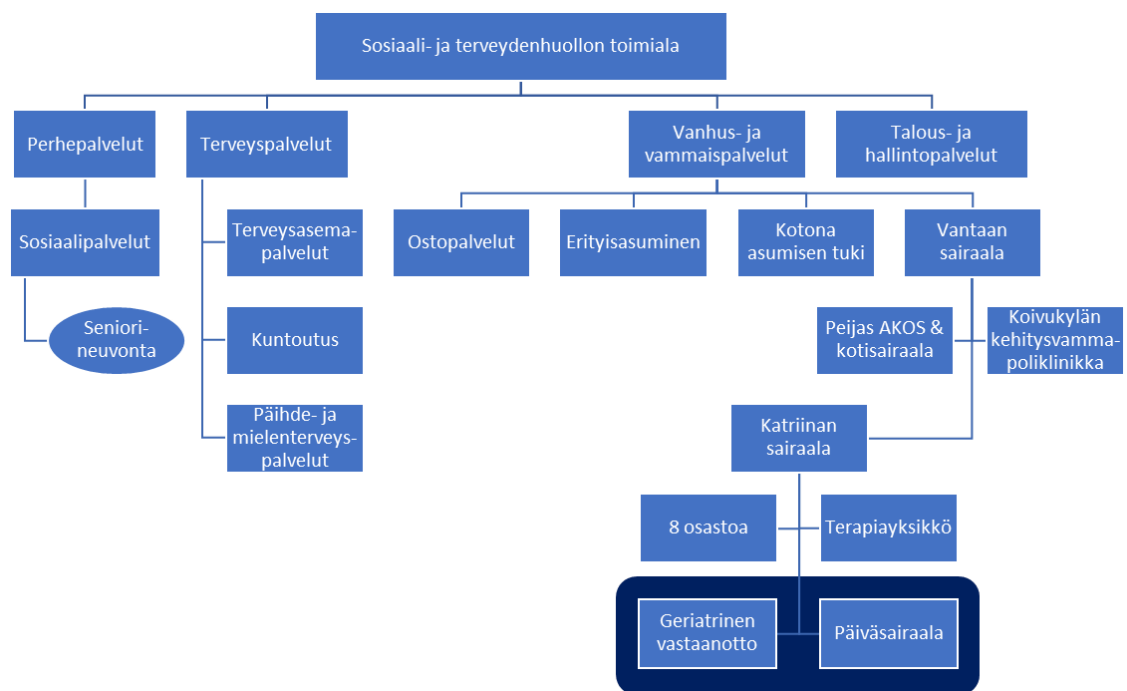 Sosiaali- ja terveydenhuollon toimiala
Perhepalvelut
Terveyspalvelut
Vanhus- ja
vammaispalvelut
Talous- ja
hallintopalvelut
Sosiaalipalvelut
Terveysasema-
palvelut
Ostopalvelut
Erityisasuminen
Kotona
asumisen tuki
Vantaan
sairaala
Seniori-
neuvonta
Kuntoutus
Peijas AKOS &
kotisairaala
Koivukylän
kehitysvamma-
poliklinikka
Päihde- ja
mielenterveys-
palvelut
Katriinan
sairaala
8 osastoa
Terapiayksikkö
Geriatrinen
vastaanotto
Päiväsairaala